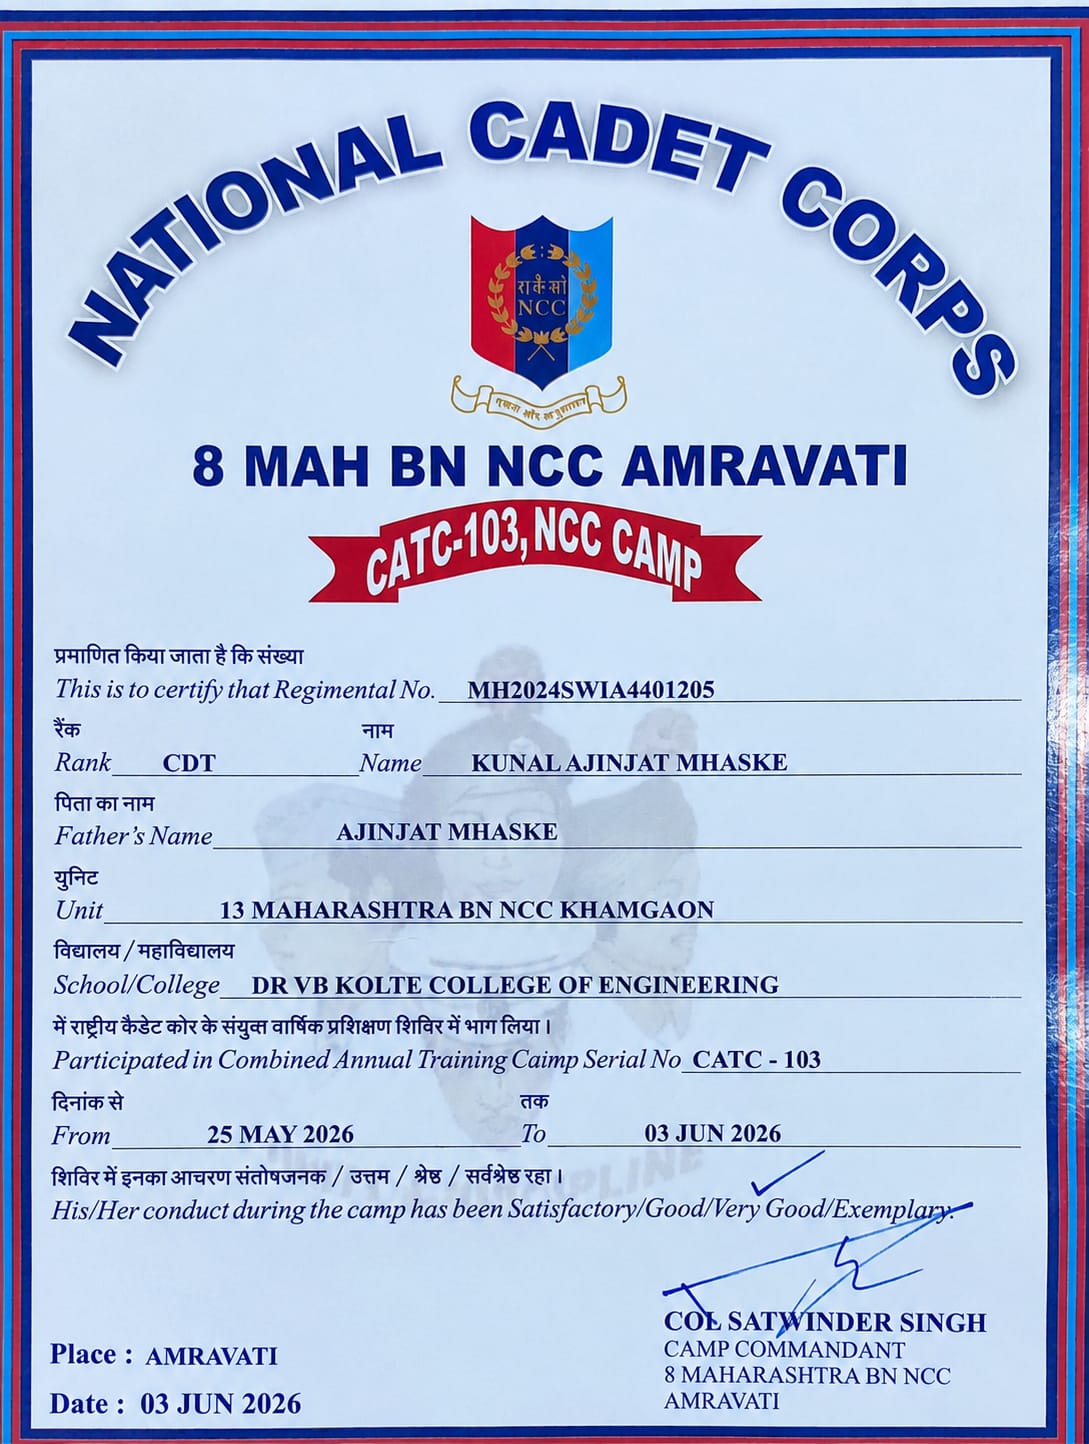 NATIONAL CADET CORPS
रा कै को
NCC
एकता और अनुशासन
8 MAH BN NCC AMRAVATI
CATC-103, NCC CAMP
प्रमाणित किया जाता है कि संख्या
This is to certify that Regimental No. MH2024SWIA4401205
रैंक नाम
Rank CDT Name KUNAL AJINJAT MHASKE
पिता का नाम
Father's Name AJINJAT MHASKE
युनिट
Unit 13 MAHARASHTRA BN NCC KHAMGAON
विद्यालय / महाविद्यालय
School/College DR VB KOLTE COLLEGE OF ENGINEERING
में राष्ट्रीय कैडेट कोर के संयुक्त वार्षिक प्रशिक्षण शिविर में भाग लिया।
Participated in Combined Annual Training Caimp Serial No CATC - 103
दिनांक से तक
From 25 MAY 2026 To 03 JUN 2026
शिविर में इनका आचरण संतोषजनक / उत्तम / श्रेष्ठ / सर्वश्रेष्ठ रहा।
His/Her conduct during the camp has been Satisfactory/Good/Very Good/Exemplary.
COL SATWINDER SINGH
CAMP COMMANDANT
8 MAHARASHTRA BN NCC
AMRAVATI
Place : AMRAVATI
Date : 03 JUN 2026